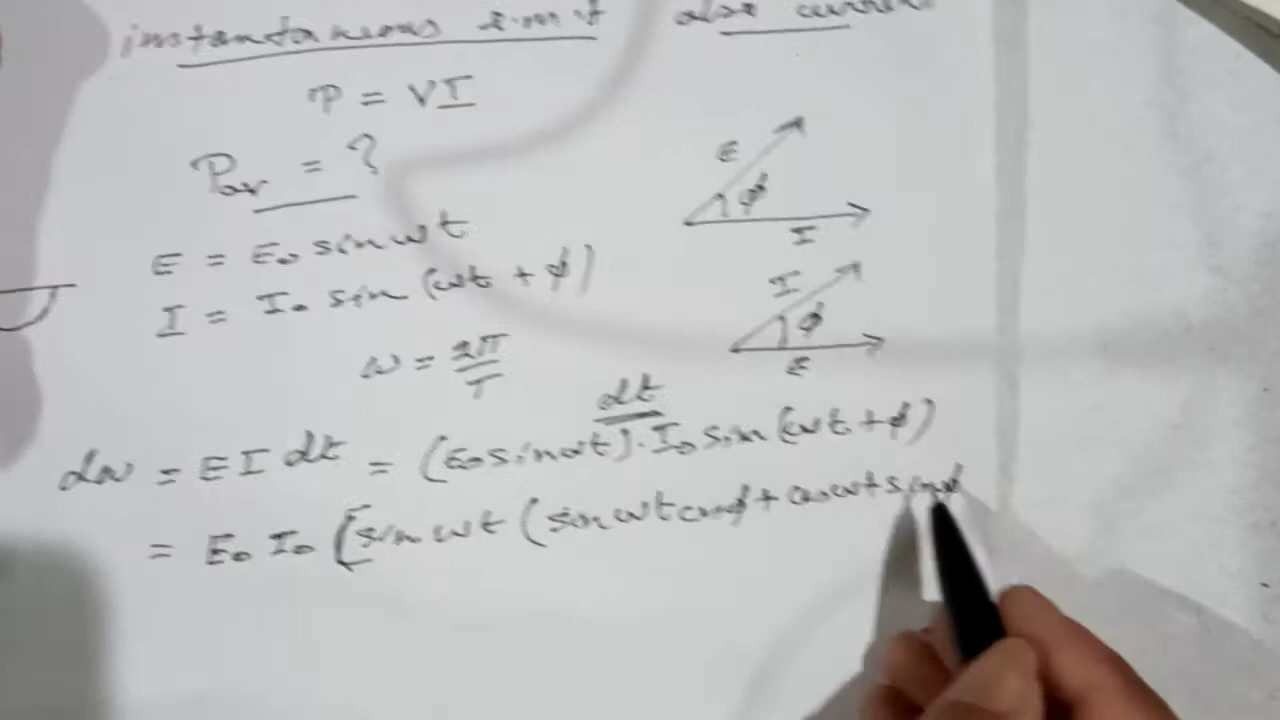 instantaneous e.m.f also current
P = VI
Pav = ?
E
ϕ
I
E = E₀ sin ωt
I = I₀ sin (ωt + ϕ)
I
ϕ
E
ω = 2π/T
dt
dw = EI dt = (E₀ sin ωt) · I₀ sin (ωt + ϕ)
= E₀ I₀ [sin ωt (sin ωt cos ϕ + cos ωt sin ϕ